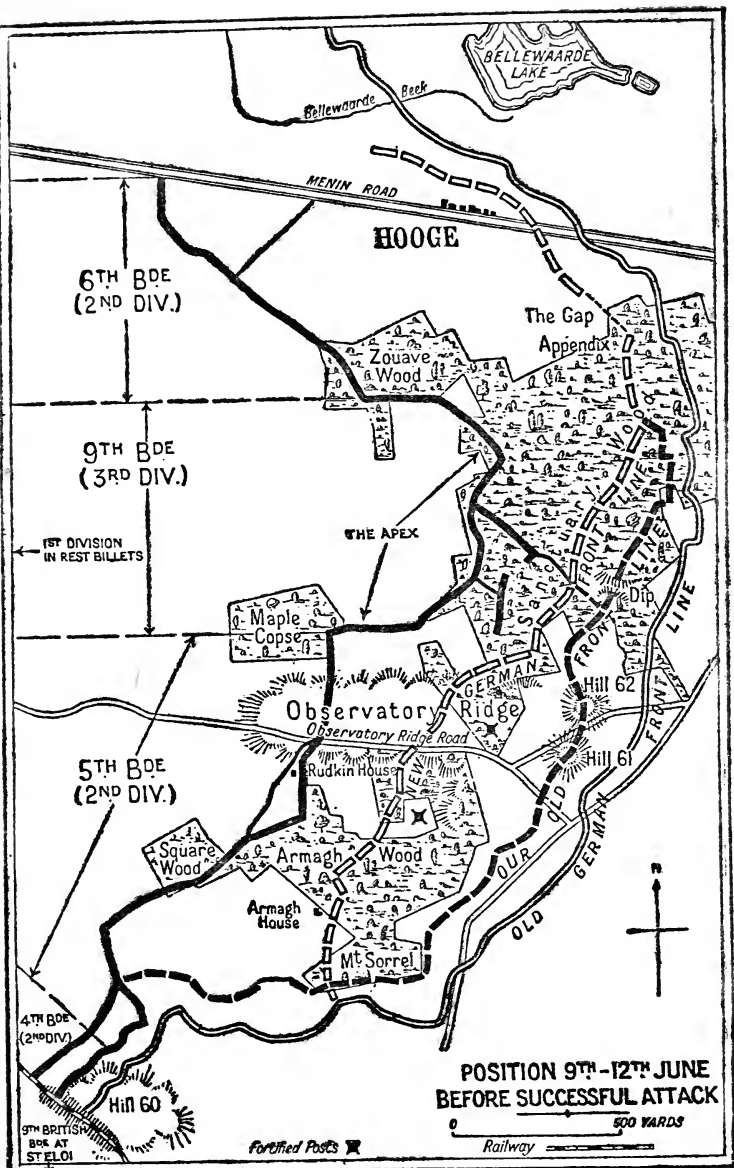 BELLEWAARDE
LAKE
Bellewaarde Beek
MENIN ROAD
HOOGE
6TH BDE
(2ND DIV.)
The Gap
Appendix
Zouave
Wood
9TH BDE
(3RD DIV.)
1ST DIVISION
IN REST BILLETS
THE APEX
Sanctuary Wood
FRONT LINE
FRONT LINE
Dip
Maple
Copse
GERMAN
Hill 62
Observatory Ridge
Observatory Ridge Road
Hill 61
FRONT LINE
Rudkin House
NEW
5TH BDE
(2ND DIV.)
OLD
Square
Wood
Armagh Wood
OUR
GERMAN
Armagh
House
OLD
N
Mt Sorrel
4TH BDE
(2ND DIV.)
POSITION 9TH-12TH JUNE
BEFORE SUCCESSFUL ATTACK
Hill 60
0 500 YARDS
9TH BRITISH
BDE AT
ST ELOI
Fortified Posts
Railway